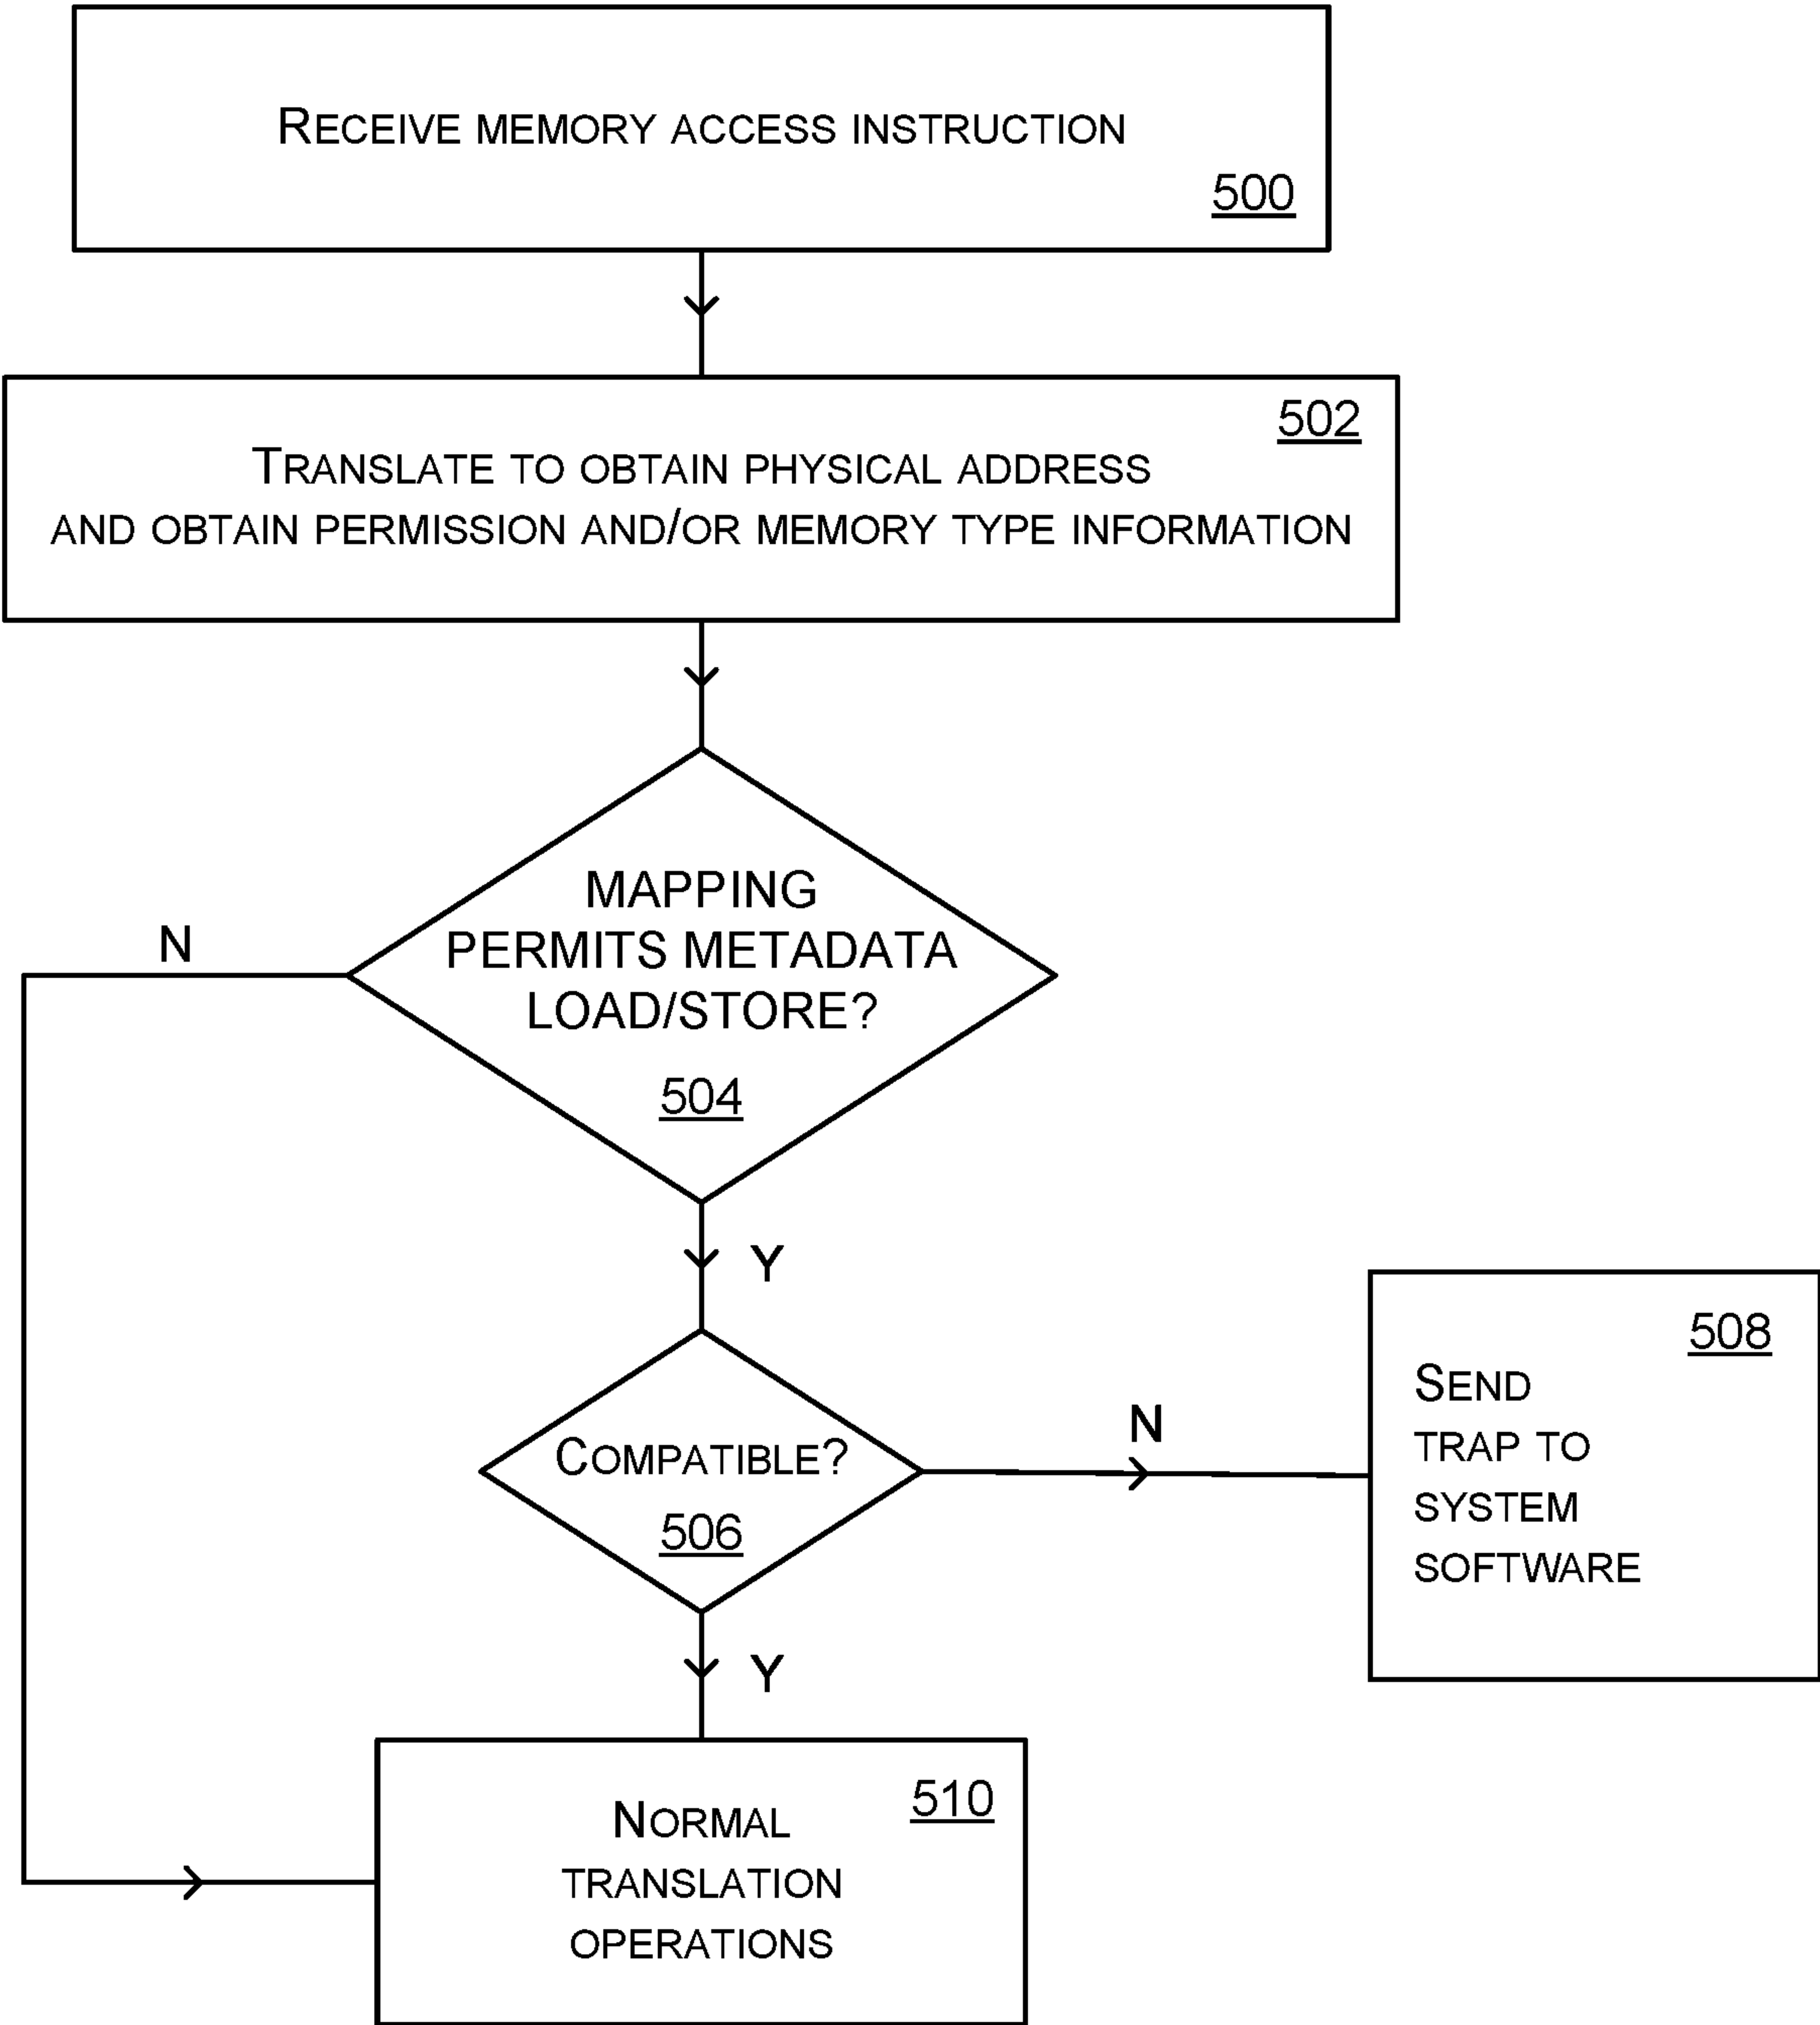 RECEIVE MEMORY ACCESS INSTRUCTION
500
502
TRANSLATE TO OBTAIN PHYSICAL ADDRESS
AND OBTAIN PERMISSION AND/OR MEMORY TYPE INFORMATION
MAPPING
PERMITS METADATA
LOAD/STORE?
504
N
Y
COMPATIBLE?
506
N
508
SEND
TRAP TO
SYSTEM
SOFTWARE
Y
510
NORMAL
TRANSLATION
OPERATIONS